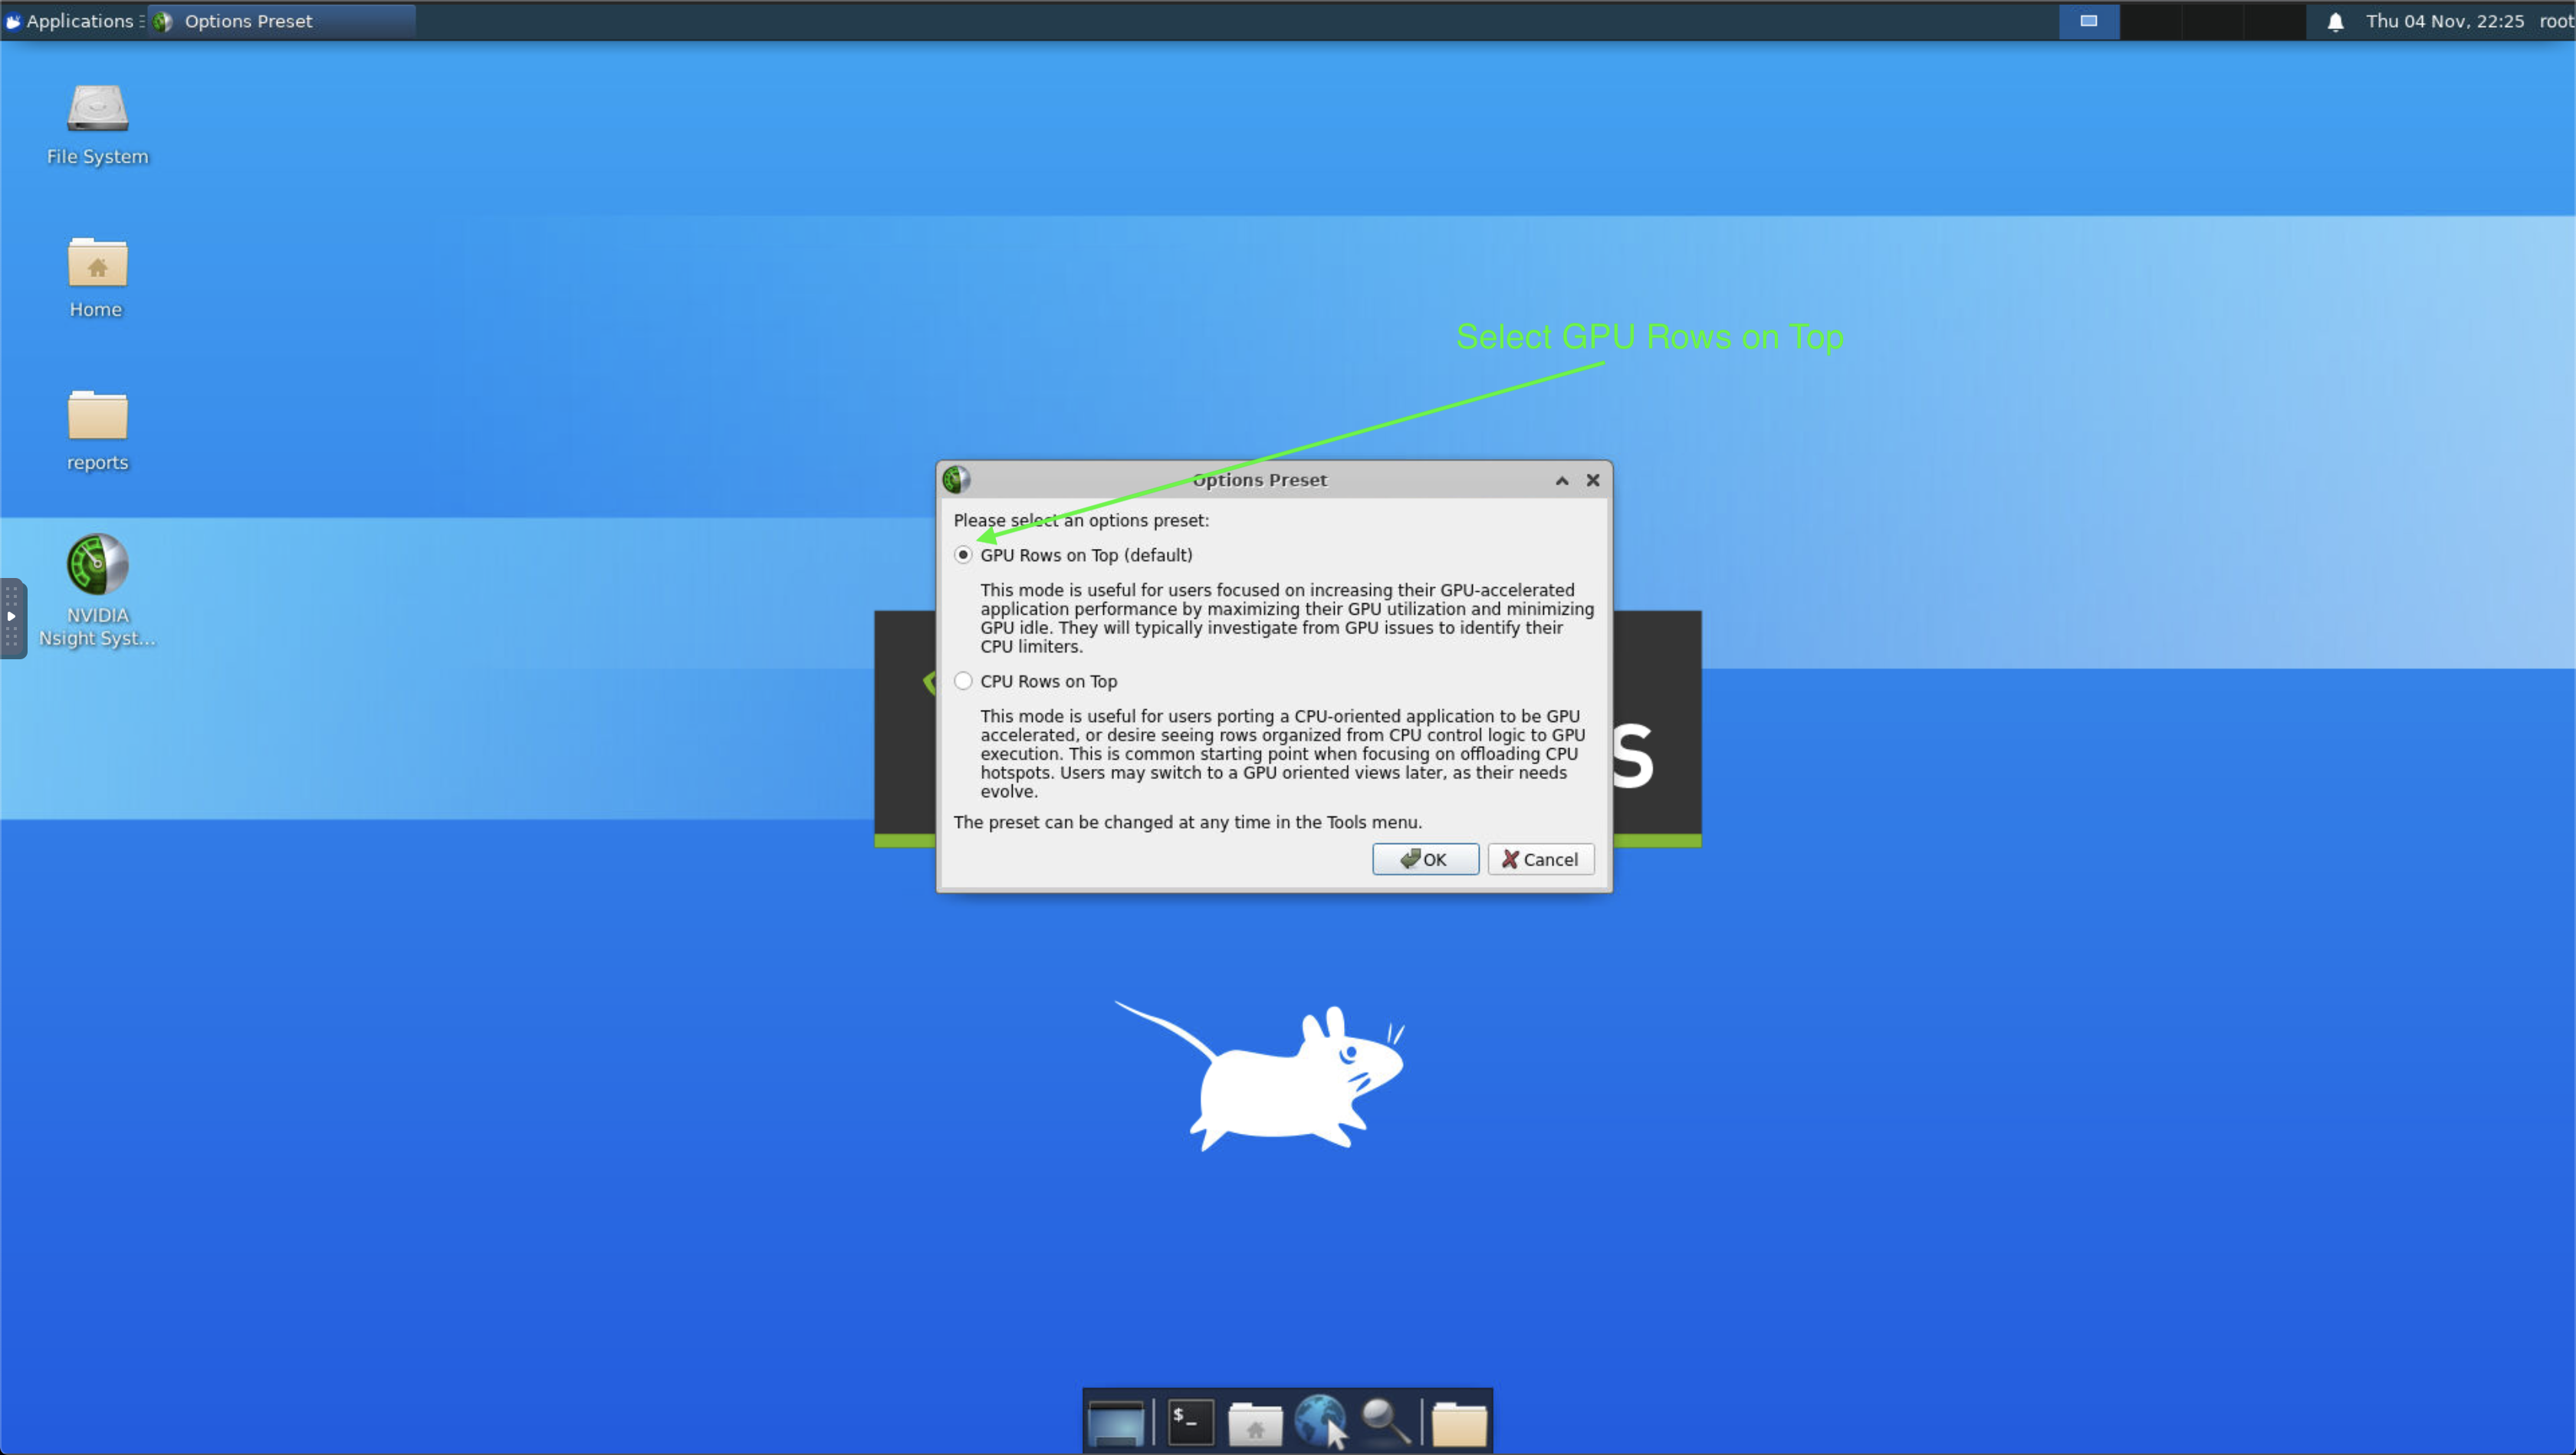 Applications
Options Preset
Thu 04 Nov, 22:25
root
File System
Home
reports
NVIDIA
Nsight Syst...
Select GPU Rows on Top
Options Preset
Please select an options preset:
GPU Rows on Top (default)
This mode is useful for users focused on increasing their GPU-accelerated
application performance by maximizing their GPU utilization and minimizing
GPU idle. They will typically investigate from GPU issues to identify their
CPU limiters.
CPU Rows on Top
This mode is useful for users porting a CPU-oriented application to be GPU
accelerated, or desire seeing rows organized from CPU control logic to GPU
execution. This is common starting point when focusing on offloading CPU
hotspots. Users may switch to a GPU oriented views later, as their needs
evolve.
The preset can be changed at any time in the Tools menu.
OK
Cancel
S
$_